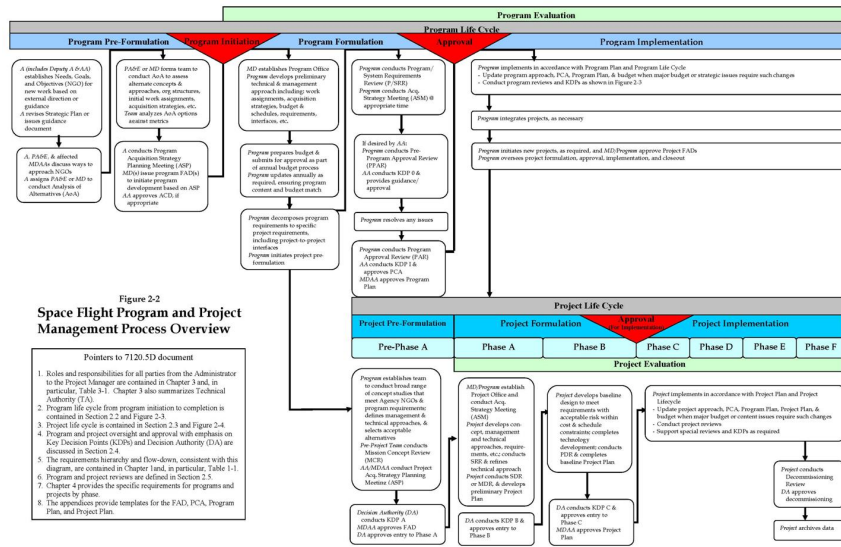 Program Evaluation
Program Life Cycle
Program Pre-Formulation
Program Initiation
Program Formulation
Approval
Program Implementation
A (includes Deputy A &AA)
establishes Needs, Goals,
and Objectives (NGO) for
new work based on
external direction or
guidance
A revises Strategic Plan or
issues guidance
document
A, PA&E, & affected
MDAAs discuss ways to
approach NGOs
A assigns PA&E or MD to
conduct Analysis of
Alternatives (AoA)
PA&E or MD forms team to
conduct AoA to assess
alternate concepts &
approaches, org structures,
initial work assignments,
acquisition strategies, etc.
Team analyzes AoA options
against metrics
A conducts Program
Acquisition Strategy
Planning Meeting (ASP)
MD(s) issue program FAD(s)
to initiate program
development based on ASP
AA approves ACD, if
appropriate
MD establishes Program Office
Program develops preliminary
technical & management
approach including: work
assignments, acquisition
strategies, budget &
schedules, requirements,
interfaces, etc.
Program prepares budget &
submits for approval as part
of annual budget process
Program updates annually as
required, ensuring program
content and budget match
Program decomposes program
requirements to specific
project requirements,
including project-to-project
interfaces
Program initiates project pre-
formulation
Program conducts Program/
System Requirements
Review (P/SRR)
Program conducts Acq.
Strategy Meeting (ASM) @
appropriate time
If desired by AA:
Program conducts Pre-
Program Approval Review
(PPAR)
AA conducts KDP 0 &
provides guidance/
approval
Program resolves any issues
Program conducts Program
Approval Review (PAR)
AA conducts KDP I &
approves PCA
MDAA approves Program
Plan
Program implements in accordance with Program Plan and Program Life Cycle
- Update program approach, PCA, Program Plan, & budget when major budget or strategic issues require such changes
- Conduct program reviews and KDPs as shown in Figure 2-3
Program integrates projects, as necessary
Program initiates new projects, as required, and MD/Program approve Project FADs
Program oversees project formulation, approval, implementation, and closeout
Figure 2-2
Space Flight Program and Project
Management Process Overview
Pointers to 7120.5D document
1. Roles and responsibilities for all parties from the Administrator
to the Project Manager are contained in Chapter 3 and, in
particular, Table 3-1. Chapter 3 also summarizes Technical
Authority (TA).
2. Program life cycle from program initiation to completion is
contained in Section 2.2 and Figure 2-3.
3. Project life cycle is contained in Section 2.3 and Figure 2-4.
4. Program and project oversight and approval with emphasis on
Key Decision Points (KDPs) and Decision Authority (DA) are
discussed in Section 2.4.
5. The requirements hierarchy and flow-down, consistent with this
diagram, are contained in Chapter 1and, in particular, Table 1-1.
6. Program and project reviews are defined in Section 2.5.
7. Chapter 4 provides the specific requirements for programs and
projects by phase.
8. The appendices provide templates for the FAD, PCA, Program
Plan, and Project Plan.
Project Life Cycle
Project Pre-Formulation
Project Formulation
Approval
(for Implementation)
Project Implementation
Pre-Phase A
Phase A
Phase B
Phase C
Phase D
Phase E
Phase F
Project Evaluation
Program establishes team
to conduct broad range
of concept studies that
meet Agency NGOs &
program requirements;
defines management
& technical approaches, &
selects acceptable
alternatives
Pre-Project Team conducts
Mission Concept Review
(MCR)
AA/MDAA conduct Project
Acq. Strategy Planning
Meeting (ASP)
Decision Authority (DA)
conducts KDP A
MDAA approves FAD
DA approves entry to Phase A
MD/Program establish
Project Office and
conduct Acq.
Strategy Meeting
(ASM)
Project develops con-
cept, management
and technical
approaches, require-
ments, etc.; conducts
SRR & refines
technical approach
Project conducts SDR
or MDR, & develops
preliminary Project
Plan
DA conducts KDP B &
approves entry to
Phase B
Project develops baseline
design to meet
requirements with
acceptable risk within
cost & schedule
constraints; completes
technology develop-
ment; conducts
PDR & completes
baseline Project Plan
DA conducts KDP C &
approves entry to
Phase C
MDAA approves Project
Plan
Project implements in accordance with Project Plan and Project
Lifecycle
- Update project approach, PCA, Program Plan, Project Plan, &
budget when major budget or content issues require such changes
- Conduct project reviews
- Support special reviews and KDPs as required
Project conducts
Decommissioning
Review
DA approves
decommissioning
Project archives data